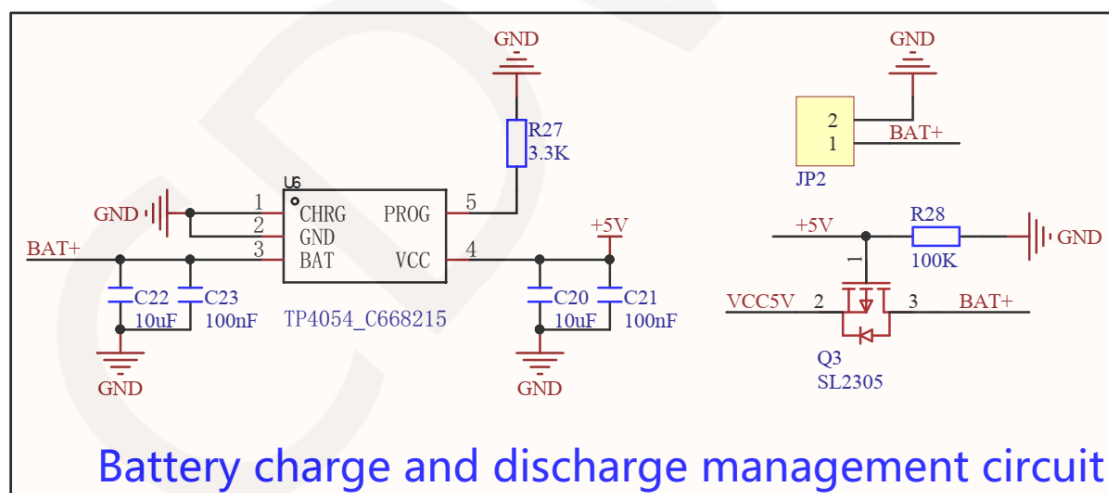 GND
R27
3.3K
U6
1
CHRG
PROG
5
GND
2
GND
BAT+
3
BAT
VCC
4
+5V
C22
10uF
C23
100nF
TP4054_C668215
C20
10uF
C21
100nF
GND
GND
GND
2
1
BAT+
JP2
+5V
R28
100K
GND
1
VCC5V
2
3
BAT+
Q3
SL2305
Battery charge and discharge management circuit